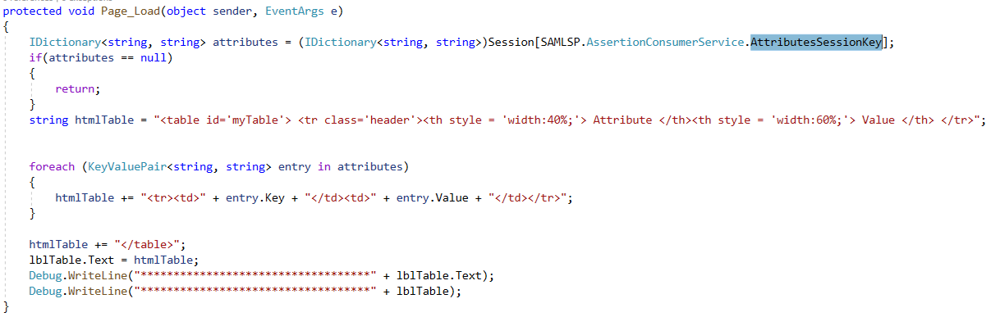 protected void Page_Load(object sender, EventArgs e)
{
    IDictionary<string, string> attributes = (IDictionary<string, string>)Session[SAMLSP.AssertionConsumerService.AttributesSessionKey];
    if(attributes == null)
    {
        return;
    }
    string htmlTable = "<table id='myTable'> <tr class='header'><th style = 'width:40%;'> Attribute </th><th style = 'width:60%;'> Value </th> </tr>";
    foreach (KeyValuePair<string, string> entry in attributes)
    {
        htmlTable += "<tr><td>" + entry.Key + "</td><td>" + entry.Value + "</td></tr>";
    }
    htmlTable += "</table>";
    lblTable.Text = htmlTable;
    Debug.WriteLine("***********************************" + lblTable.Text);
    Debug.WriteLine("***********************************" + lblTable);
}